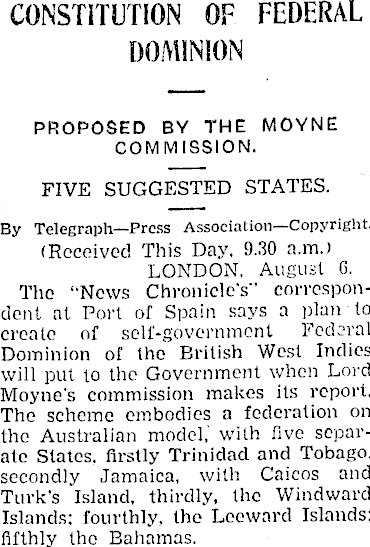 CONSTITUTION OF FEDERAL
DOMINION
PROPOSED BY THE MOYNE
COMMISSION.
FIVE SUGGESTED STATES.
By Telegraph—Press Association—Copyright.
(Received This Day, 9.30 a.m.)
LONDON, August 6.
The "News Chronicle's" correspon-
dent at Port of Spain says a plan to
create of self-government Federal
Dominion of the British West Indies
will put to the Government when Lord
Moyne's commission makes its report.
The scheme embodies a federation on
the Australian model, with five separ-
ate States, firstly Trinidad and Tobago,
secondly Jamaica, with Caicos and
Turk's Island, thirdly, the Windward
Islands; fourthly, the Leeward Islands;
fifthly the Bahamas.